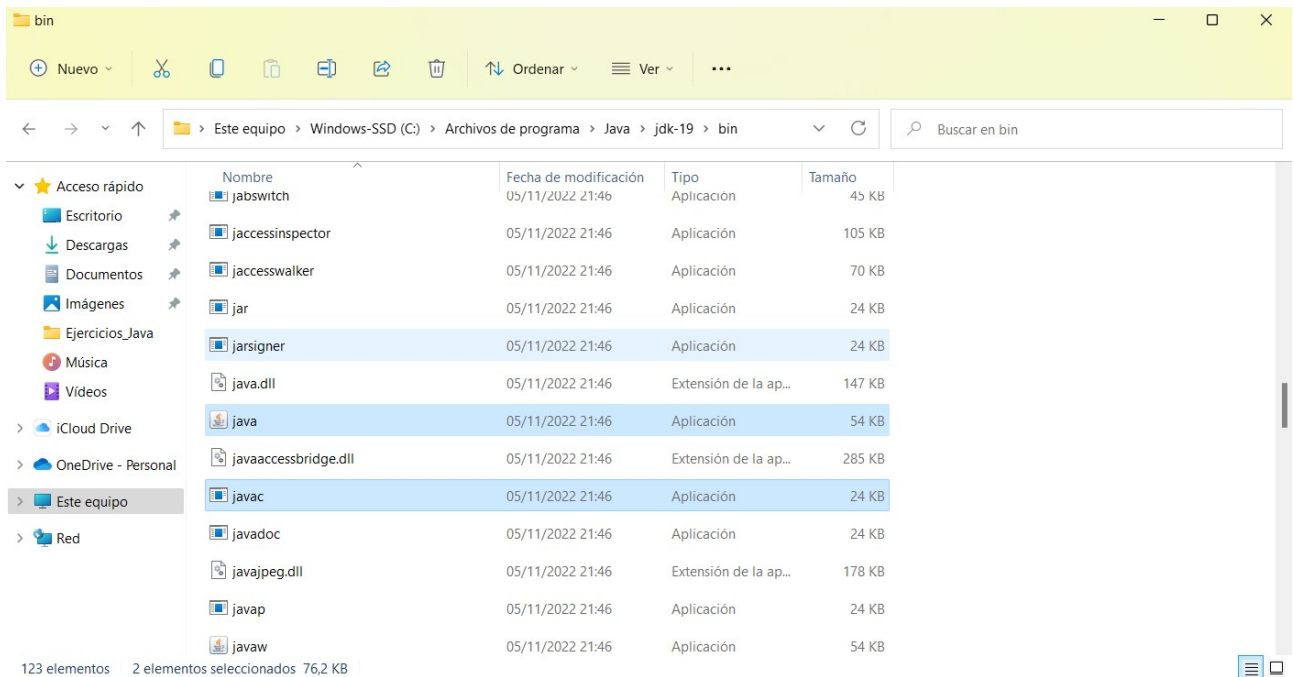 bin
Nuevo Ordenar Ver
Este equipo > Windows-SSD (C:) > Archivos de programa > Java > jdk-19 > bin
Buscar en bin
Acceso rápido
Escritorio
Descargas
Documentos
Imágenes
Ejercicios_Java
Música
Vídeos
iCloud Drive
OneDrive - Personal
Este equipo
Red
Nombre Fecha de modificación Tipo Tamaño
jabswitch 05/11/2022 21:46 Aplicación 45 KB
jaccessinspector 05/11/2022 21:46 Aplicación 105 KB
jaccesswalker 05/11/2022 21:46 Aplicación 70 KB
jar 05/11/2022 21:46 Aplicación 24 KB
jarsigner 05/11/2022 21:46 Aplicación 24 KB
java.dll 05/11/2022 21:46 Extensión de la ap... 147 KB
java 05/11/2022 21:46 Aplicación 54 KB
javaaccessbridge.dll 05/11/2022 21:46 Extensión de la ap... 285 KB
javac 05/11/2022 21:46 Aplicación 24 KB
javadoc 05/11/2022 21:46 Aplicación 24 KB
javajpeg.dll 05/11/2022 21:46 Extensión de la ap... 178 KB
javap 05/11/2022 21:46 Aplicación 24 KB
javaw 05/11/2022 21:46 Aplicación 54 KB
123 elementos 2 elementos seleccionados 76,2 KB